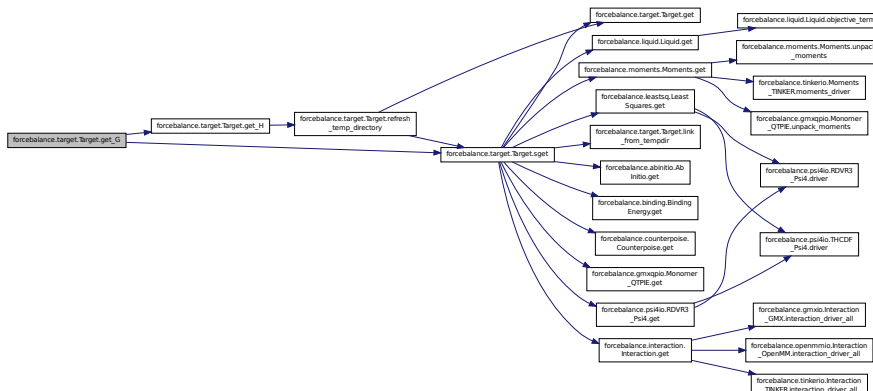 forcebalance.target.Target.get_G
forcebalance.target.Target.get_H
forcebalance.target.Target.refresh
_temp_directory
forcebalance.target.Target.sget
forcebalance.target.Target.get
forcebalance.liquid.Liquid.get
forcebalance.moments.Moments.get
forcebalance.leastsq.Least
Squares.get
forcebalance.target.Target.link
_from_tempdir
forcebalance.abinitio.Ab
Initio.get
forcebalance.binding.Binding
Energy.get
forcebalance.counterpoise.
Counterpoise.get
forcebalance.gmxqpio.Monomer
_QTPIE.get
forcebalance.psi4io.RDVR3
_Psi4.get
forcebalance.interaction.
Interaction.get
forcebalance.liquid.Liquid.objective_term
forcebalance.moments.Moments.unpack
_moments
forcebalance.tinkerio.Moments
_TINKER.moments_driver
forcebalance.gmxqpio.Monomer
_QTPIE.unpack_moments
forcebalance.psi4io.RDVR3
_Psi4.driver
forcebalance.psi4io.THCDF
_Psi4.driver
forcebalance.gmxio.Interaction
_GMX.interaction_driver_all
forcebalance.openmmio.Interaction
_OpenMM.interaction_driver_all
forcebalance.tinkerio.Interaction
_TINKER.interaction_driver_all